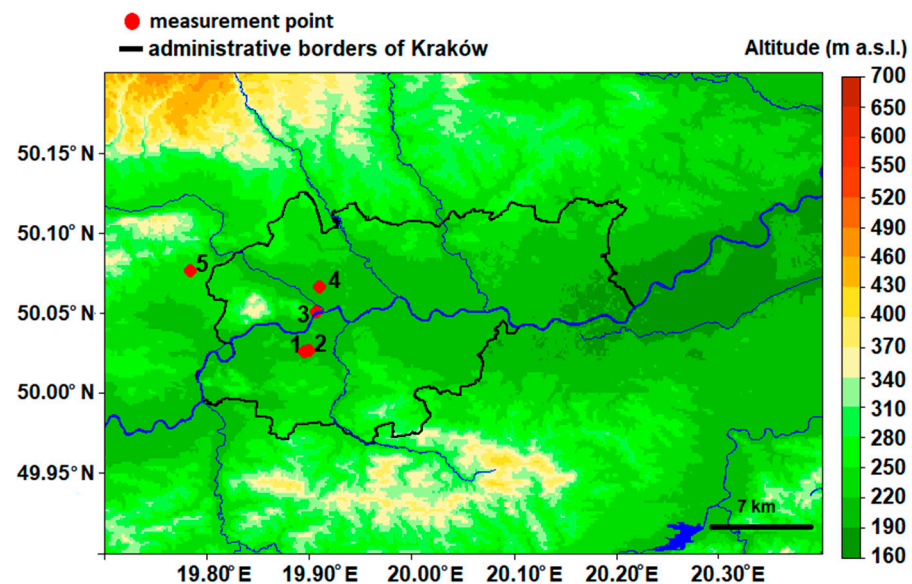 measurement point
administrative borders of Kraków
Altitude (m a.s.l.)
700
650
600
550
520
490
460
430
400
370
340
310
280
250
220
190
160
50.15° N
50.10° N
50.05° N
50.00° N
49.95° N
5
4
3
1 2
7 km
19.80°E 19.90°E 20.00°E 20.10°E 20.20°E 20.30°E